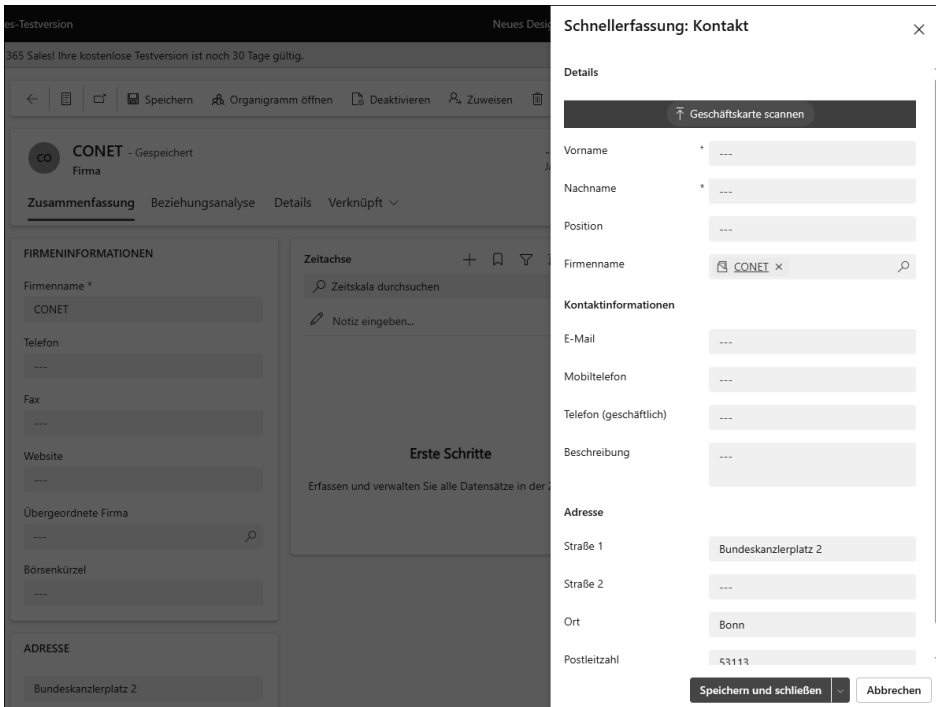 es-Testversion
Neues Desig
365 Sales! Ihre kostenlose Testversion ist noch 30 Tage gültig.
Speichern Organigramm öffnen Deaktivieren Zuweisen
CO
CONET - Gespeichert
Firma
Zusammenfassung Beziehungsanalyse Details Verknüpft
FIRMENINFORMATIONEN
Firmenname *
CONET
Telefon
---
Fax
---
Website
---
Übergeordnete Firma
---
Börsenkürzel
---
ADRESSE
Bundeskanzlerplatz 2
Zeitachse
Zeitskala durchsuchen
Notiz eingeben...
Erste Schritte
Erfassen und verwalten Sie alle Datensätze in der
Schnellerfassung: Kontakt
Details
Geschäftskarte scannen
Vorname + ---
Nachname * ---
Position ---
Firmenname CONET
Kontaktinformationen
E-Mail ---
Mobiltelefon ---
Telefon (geschäftlich) ---
Beschreibung ---
Adresse
Straße 1 Bundeskanzlerplatz 2
Straße 2 ---
Ort Bonn
Postleitzahl 53113
Speichern und schließen Abbrechen